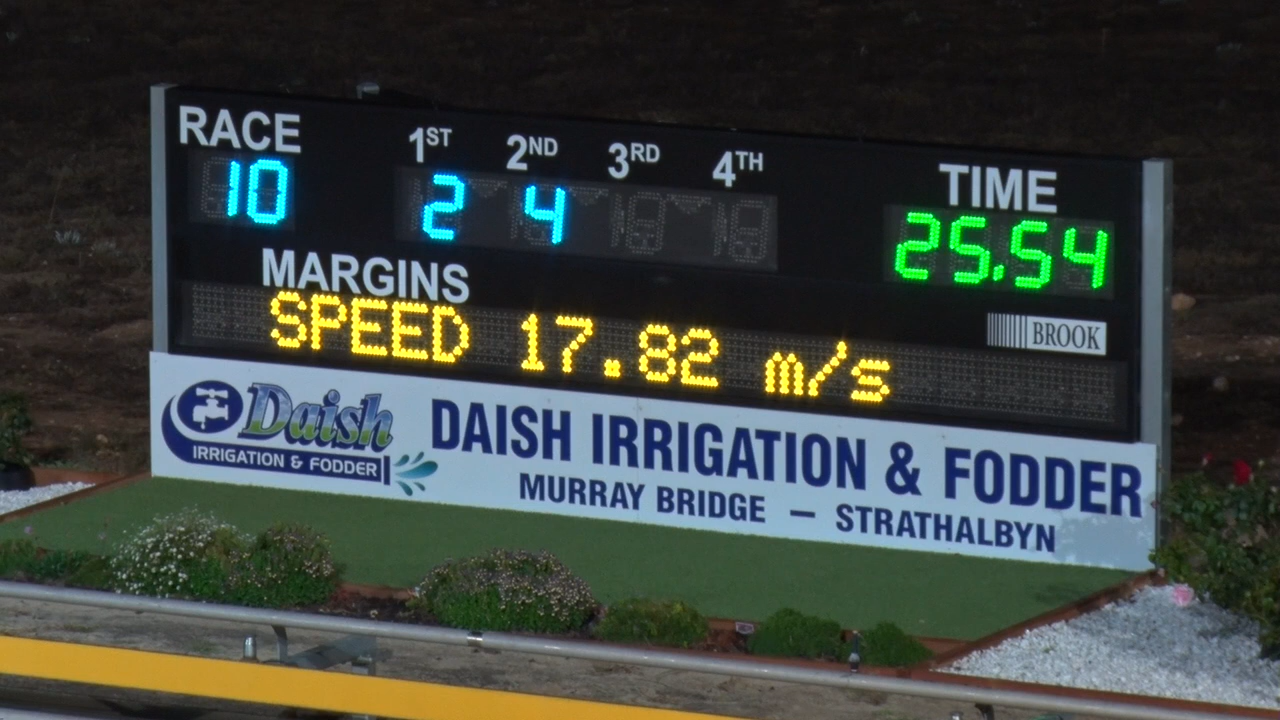 RACE 1ST 2ND 3RD 4TH TIME
10 2 4 25.54
MARGINS
SPEED 17.82 m/s
BROOK
Daish
IRRIGATION & FODDER
DAISH IRRIGATION & FODDER
MURRAY BRIDGE – STRATHALBYN